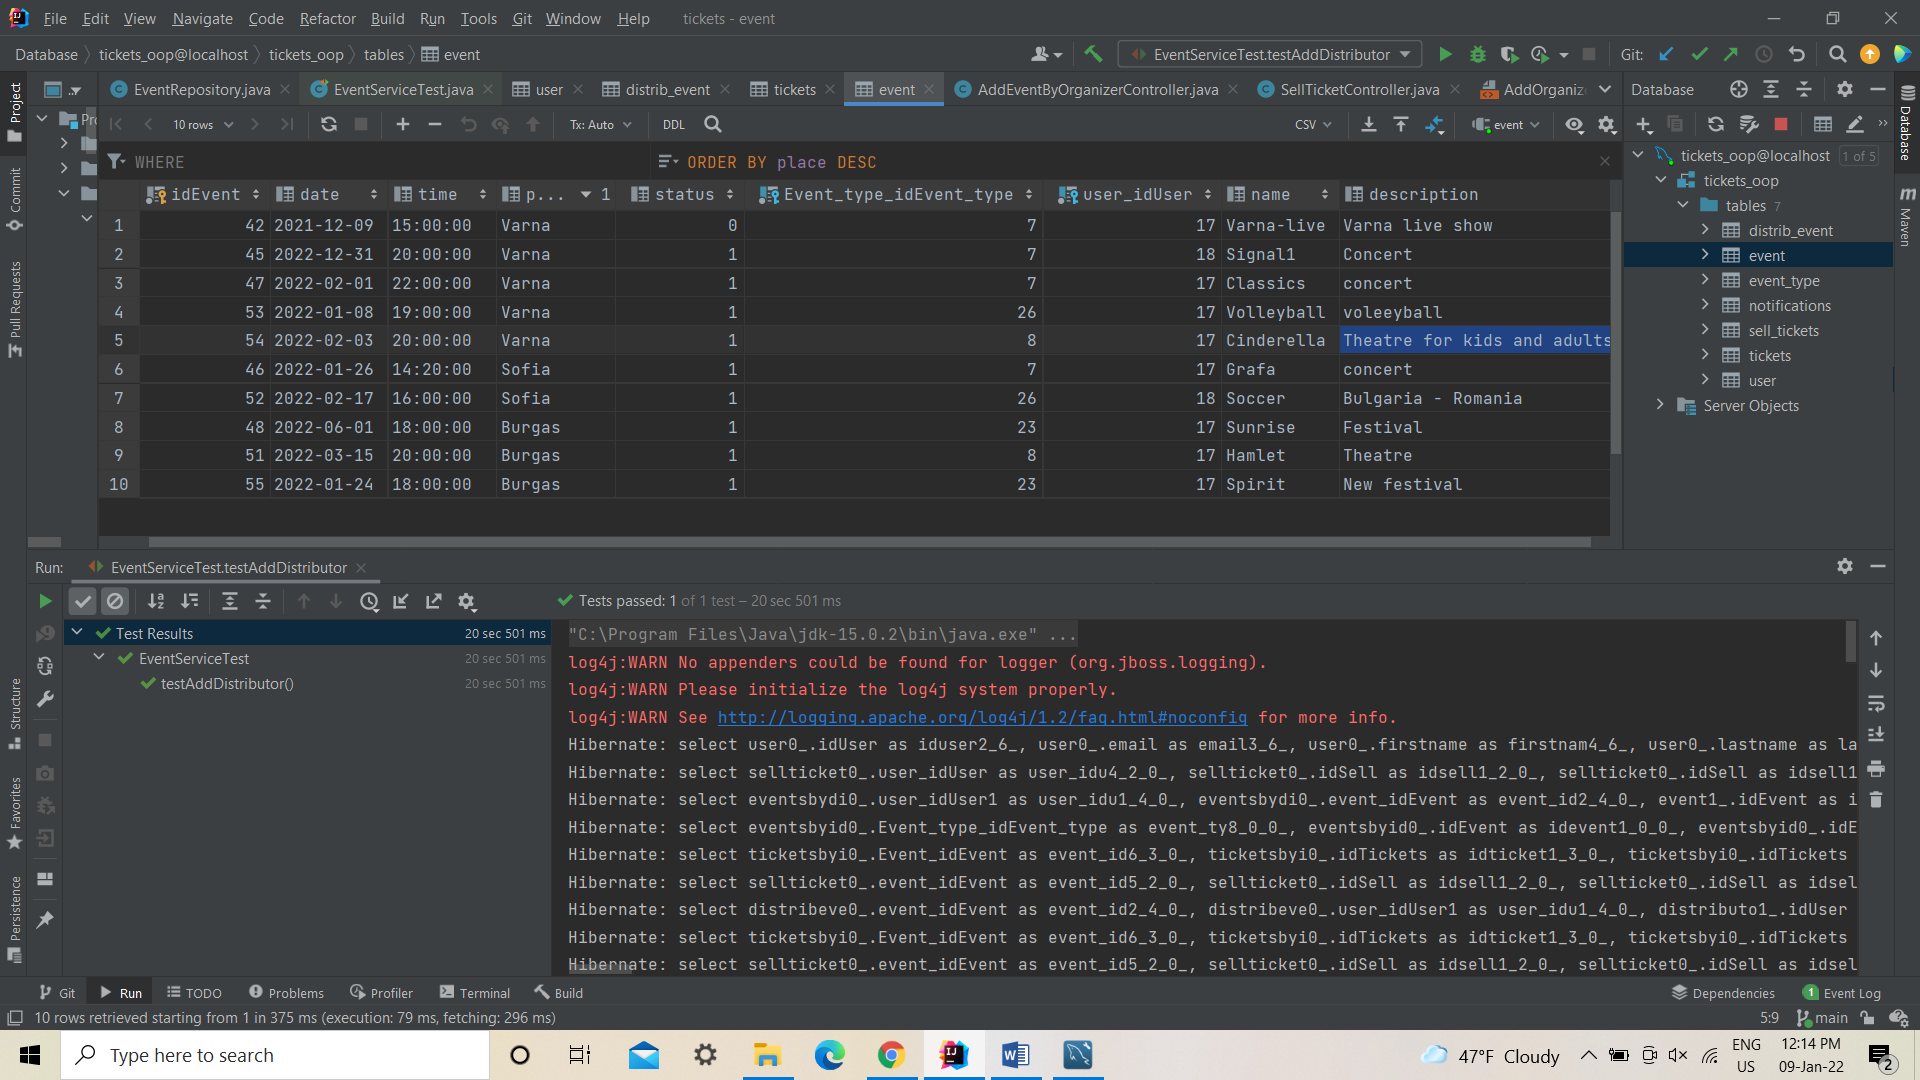 File Edit View Navigate Code Refactor Build Run Tools Git Window Help tickets - event
Database tickets_oop@localhost tickets_oop tables event EventServiceTest.testAddDistributor Git:
EventRepository.java EventServiceTest.java user distrib_event tickets event AddEventByOrganizerController.java SellTicketController.java AddOrganiz Database
10 rows Tx: Auto DDL CSV event
WHERE ORDER BY place DESC
idEvent date time p... 1 status Event_type_idEvent_type user_idUser name description
1 42 2021-12-09 15:00:00 Varna 0 7 17 Varna-live Varna live show
2 45 2022-12-31 20:00:00 Varna 1 7 18 Signal1 Concert
3 47 2022-02-01 22:00:00 Varna 1 7 17 Classics concert
4 53 2022-01-08 19:00:00 Varna 1 26 17 Volleyball voleeyball
5 54 2022-02-03 20:00:00 Varna 1 8 17 Cinderella Theatre for kids and adults
6 46 2022-01-26 14:20:00 Sofia 1 7 17 Grafa concert
7 52 2022-02-17 16:00:00 Sofia 1 26 18 Soccer Bulgaria - Romania
8 48 2022-06-01 18:00:00 Burgas 1 23 17 Sunrise Festival
9 51 2022-03-15 20:00:00 Burgas 1 8 17 Hamlet Theatre
10 55 2022-01-24 18:00:00 Burgas 1 23 17 Spirit New festival
tickets_oop@localhost 1 of 5
tickets_oop
tables 7
distrib_event
event
event_type
notifications
sell_tickets
tickets
user
Server Objects
Project
Commit
Pull Requests
Structure
Favorites
Persistence
Database
Maven
Pro
Run: EventServiceTest.testAddDistributor
Tests passed: 1 of 1 test – 20 sec 501 ms
Test Results 20 sec 501 ms
EventServiceTest 20 sec 501 ms
testAddDistributor() 20 sec 501 ms
"C:\Program Files\Java\jdk-15.0.2\bin\java.exe" ...
log4j:WARN No appenders could be found for logger (org.jboss.logging).
log4j:WARN Please initialize the log4j system properly.
log4j:WARN See http://logging.apache.org/log4j/1.2/faq.html#noconfig for more info.
Hibernate: select user0_.idUser as iduser2_6_, user0_.email as email3_6_, user0_.firstname as firstnam4_6_, user0_.lastname as la
Hibernate: select sellticket0_.user_idUser as user_idu4_2_0_, sellticket0_.idSell as idsell1_2_0_, sellticket0_.idSell as idsell1
Hibernate: select eventsbydi0_.user_idUser1 as user_idu1_4_0_, eventsbydi0_.event_idEvent as event_id2_4_0_, event1_.idEvent as i
Hibernate: select eventsbyid0_.Event_type_idEvent_type as event_ty8_0_0_, eventsbyid0_.idEvent as idevent1_0_0_, eventsbyid0_.idE
Hibernate: select ticketsbyi0_.Event_idEvent as event_id6_3_0_, ticketsbyi0_.idTickets as idticket1_3_0_, ticketsbyi0_.idTickets
Hibernate: select sellticket0_.event_idEvent as event_id5_2_0_, sellticket0_.idSell as idsell1_2_0_, sellticket0_.idSell as idsel
Hibernate: select distribeve0_.event_idEvent as event_id2_4_0_, distribeve0_.user_idUser1 as user_idu1_4_0_, distributo1_.idUser
Hibernate: select ticketsbyi0_.Event_idEvent as event_id6_3_0_, ticketsbyi0_.idTickets as idticket1_3_0_, ticketsbyi0_.idTickets
Hibernate: select sellticket0_.event_idEvent as event_id5_2_0_, sellticket0_.idSell as idsell1_2_0_, sellticket0_.idSell as idsel
Git Run TODO Problems Profiler Terminal Build Dependencies 1 Event Log
10 rows retrieved starting from 1 in 375 ms (execution: 79 ms, fetching: 296 ms) 5:9 main
Type here to search 47°F Cloudy ENG US 12:14 PM 09-Jan-22 2